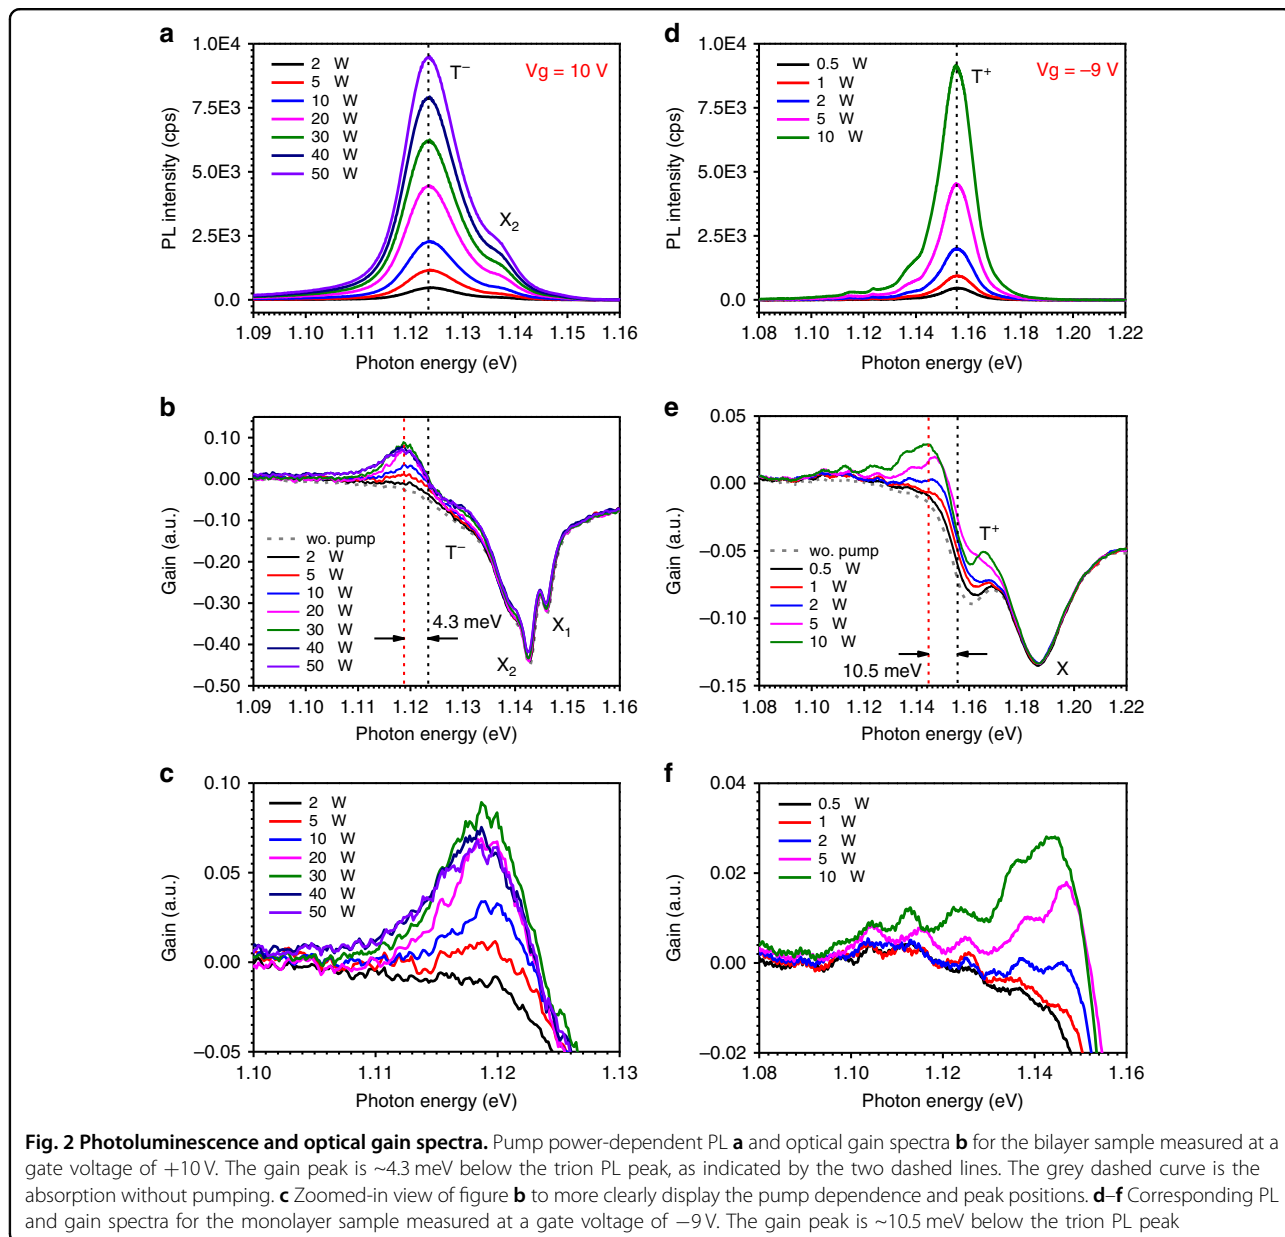 a
1.0E4
7.5E3
5.0E3
2.5E3
0.0
PL intensity (cps)
2 W
5 W
10 W
20 W
30 W
40 W
50 W
T−
Vg = 10 V
X2
1.09 1.10 1.11 1.12 1.13 1.14 1.15 1.16
Photon energy (eV)
d
1.0E4
7.5E3
5.0E3
2.5E3
0.0
PL intensity (cps)
0.5 W
1 W
2 W
5 W
10 W
T+
Vg = −9 V
1.08 1.10 1.12 1.14 1.16 1.18 1.20 1.22
Photon energy (eV)
b
0.10
0.00
−0.10
−0.20
−0.30
−0.40
−0.50
Gain (a.u.)
wo. pump
2 W
5 W
10 W
20 W
30 W
40 W
50 W
T−
4.3 meV
X2
X1
1.09 1.10 1.11 1.12 1.13 1.14 1.15 1.16
Photon energy (eV)
e
0.05
0.00
−0.05
−0.10
−0.15
Gain (a.u.)
wo. pump
0.5 W
1 W
2 W
5 W
10 W
T+
10.5 meV
X
1.08 1.10 1.12 1.14 1.16 1.18 1.20 1.22
Photon energy (eV)
c
0.10
0.05
0.00
−0.05
Gain (a.u.)
2 W
5 W
10 W
20 W
30 W
40 W
50 W
1.10 1.11 1.12 1.13
Photon energy (eV)
f
0.04
0.02
0.00
−0.02
Gain (a.u.)
0.5 W
1 W
2 W
5 W
10 W
1.08 1.10 1.12 1.14 1.16
Photon energy (eV)
Fig. 2 Photoluminescence and optical gain spectra. Pump power-dependent PL a and optical gain spectra b for the bilayer sample measured at a
gate voltage of +10 V. The gain peak is ~4.3 meV below the trion PL peak, as indicated by the two dashed lines. The grey dashed curve is the
absorption without pumping. c Zoomed-in view of figure b to more clearly display the pump dependence and peak positions. d–f Corresponding PL
and gain spectra for the monolayer sample measured at a gate voltage of −9 V. The gain peak is ~10.5 meV below the trion PL peak